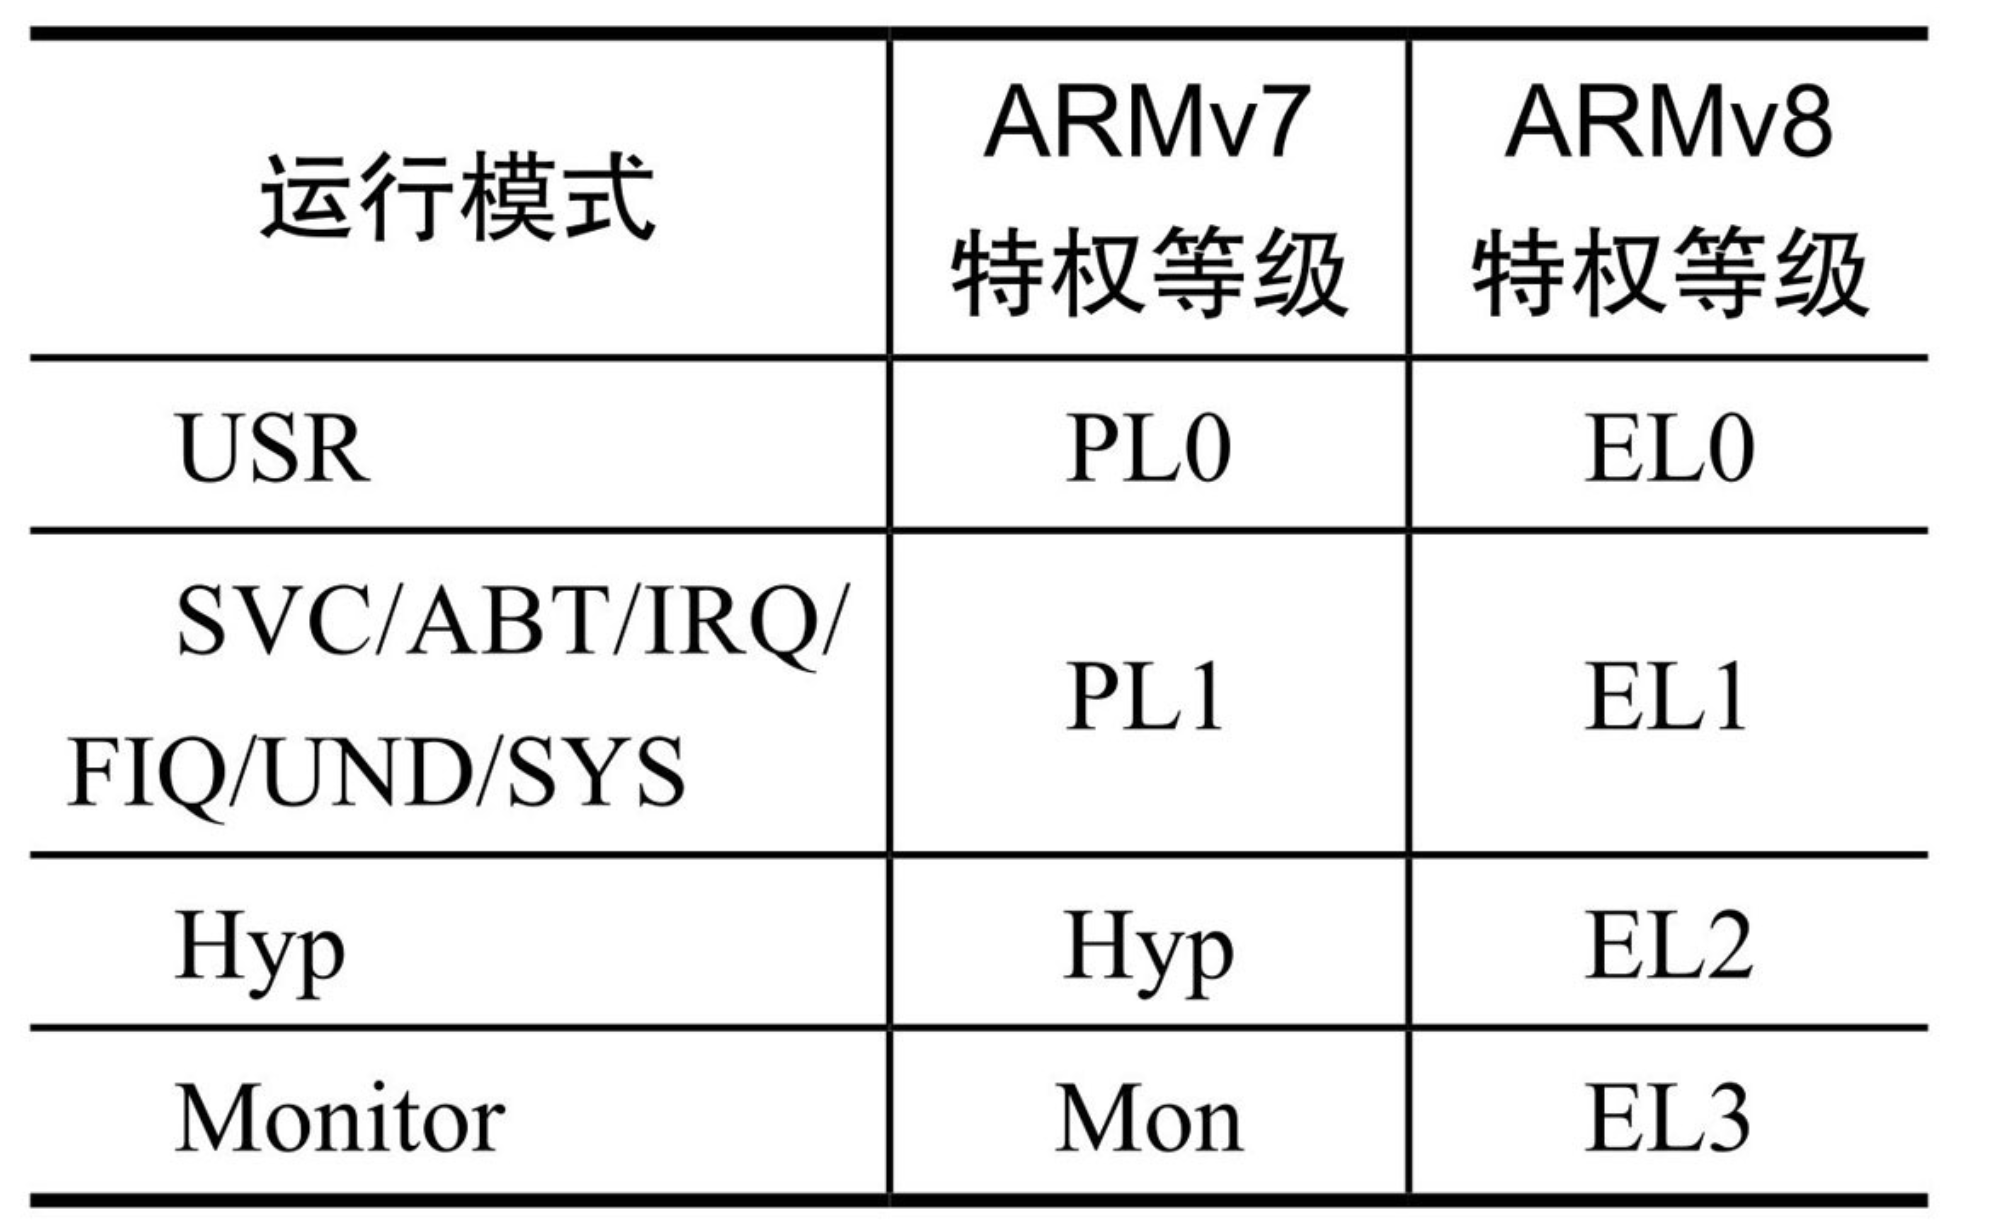 运行模式
ARMv7
特权等级
ARMv8
特权等级
USR
PL0
EL0
SVC/ABT/IRQ/
FIQ/UND/SYS
PL1
EL1
Hyp
Hyp
EL2
Monitor
Mon
EL3